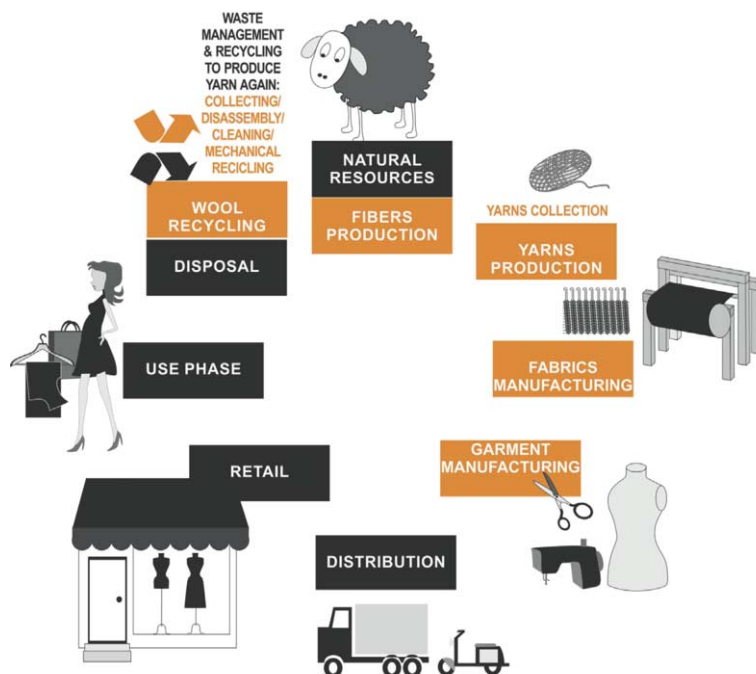 WASTE
MANAGEMENT
& RECYCLING
TO PRODUCE
YARN AGAIN:
COLLECTING/
DISASSEMBLY/
CLEANING/
MECHANICAL
RECICLING
NATURAL
RESOURCES
FIBERS
PRODUCTION
YARNS COLLECTION
YARNS
PRODUCTION
FABRICS
MANUFACTURING
GARMENT
MANUFACTURING
DISTRIBUTION
RETAIL
USE PHASE
WOOL
RECYCLING
DISPOSAL